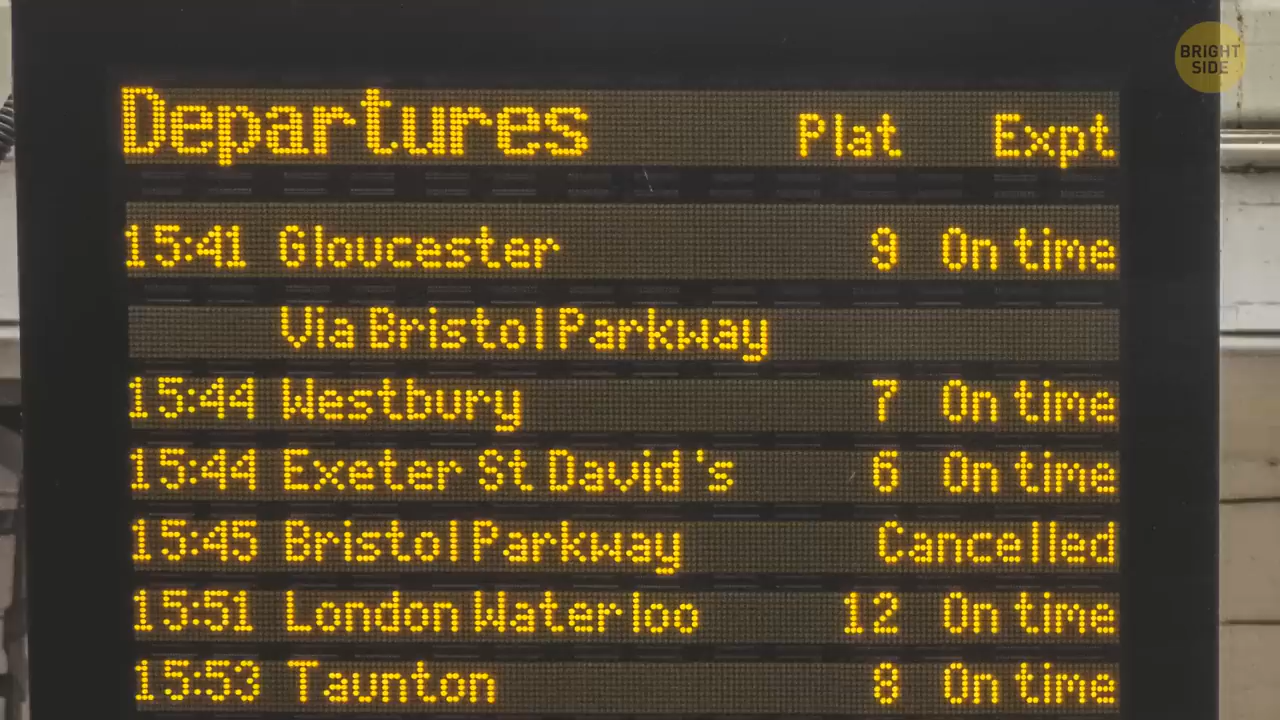 BRIGHT
SIDE
Departures Plat Expt
15:41 Gloucester 9 On time
Via Bristol Parkway
15:44 Westbury 7 On time
15:44 Exeter St David's 6 On time
15:45 Bristol Parkway Cancelled
15:51 London Waterloo 12 On time
15:53 Taunton 8 On time